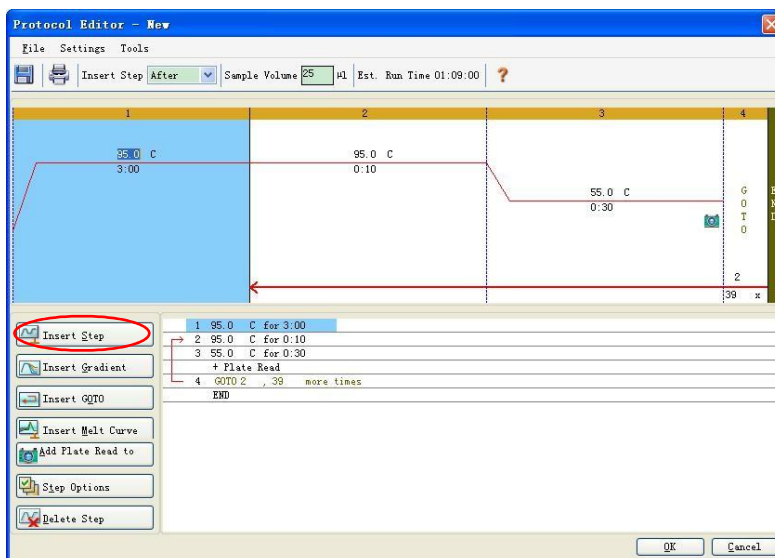 Protocol Editor - New
File Settings Tools
Insert Step After Sample Volume 25 µl Est. Run Time 01:09:00 ?
1 2 3 4
95.0 C
3:00
95.0 C
0:10
55.0 C
0:30
G
O
T
O
2
39 x
Insert Step
Insert Gradient
Insert GOTO
Insert Melt Curve
Add Plate Read to
Step Options
Delete Step
1 95.0 C for 3:00
2 95.0 C for 0:10
3 55.0 C for 0:30
+ Plate Read
4 GOTO 2 , 39 more times
END
OK Cancel